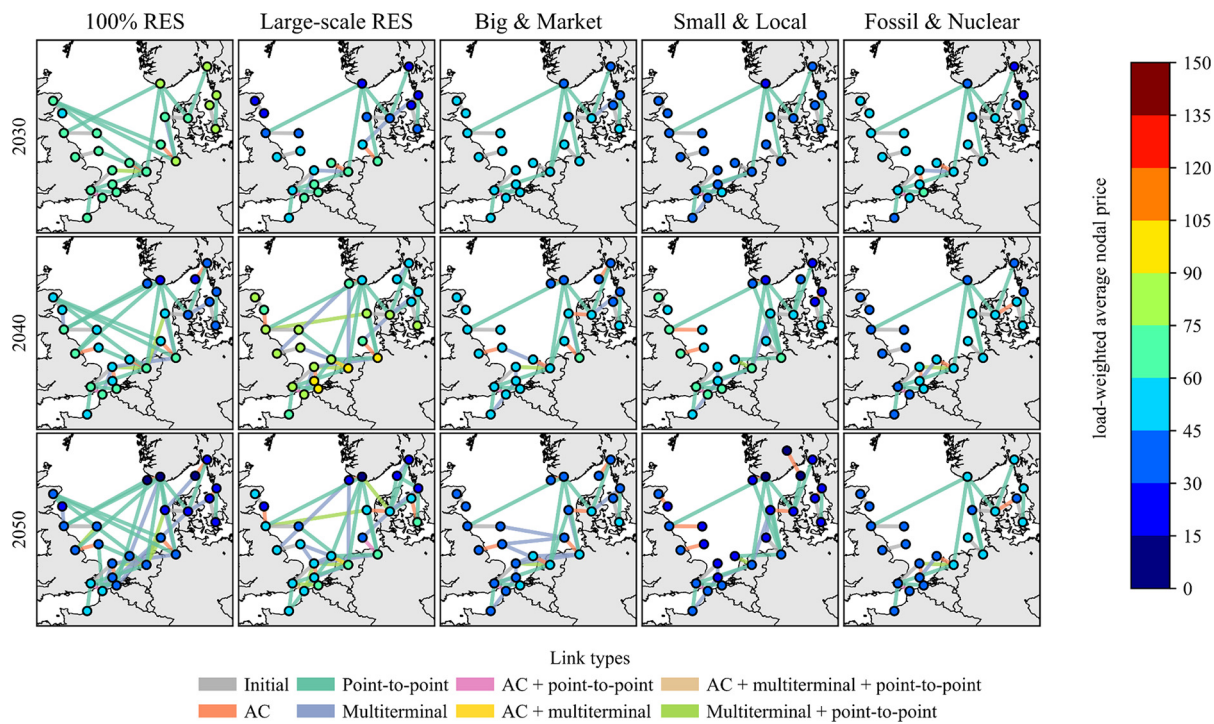 100% RES
Large-scale RES
Big & Market
Small & Local
Fossil & Nuclear
2030
2040
2050
150
135
120
105
90
75
60
45
30
15
0
load-weighted average nodal price
Link types
Initial
Point-to-point
AC + point-to-point
AC + multiterminal + point-to-point
AC
Multiterminal
AC + multiterminal
Multiterminal + point-to-point